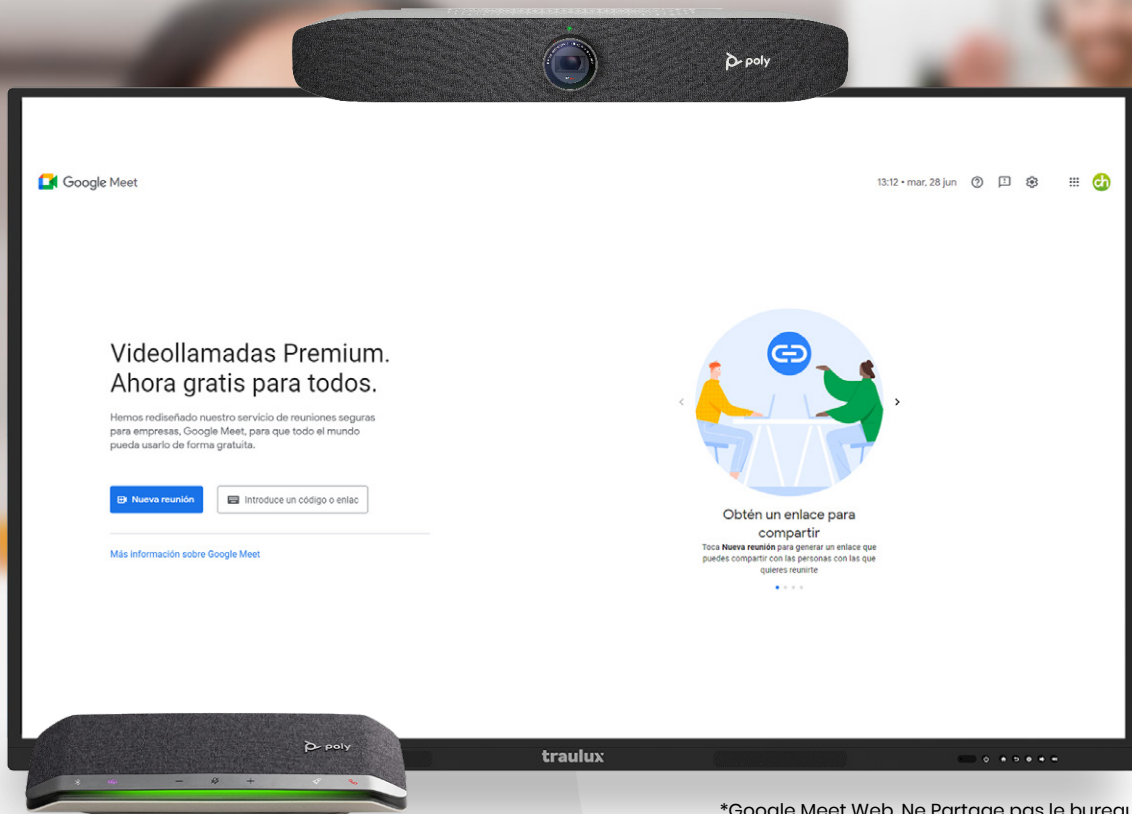 poly
Google Meet
13:12 • mar, 28 jun
ch
Videollamadas Premium.
Ahora gratis para todos.
Hemos rediseñado nuestro servicio de reuniones seguras
para empresas, Google Meet, para que todo el mundo
pueda usarlo de forma gratuita.
Nueva reunión
Introduce un código o enlac
Más información sobre Google Meet
Obtén un enlace para
compartir
Toca Nueva reunión para generar un enlace que
puedes compartir con las personas con las que
quieres reunirte
poly
traulux
*Google Meet Web. Ne Partage pas le bureau